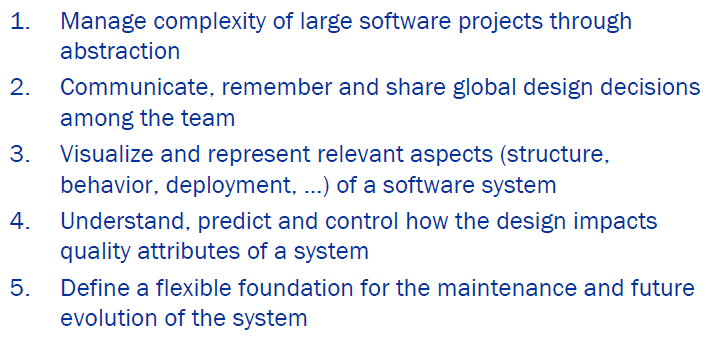 1. Manage complexity of large software projects through
abstraction
2. Communicate, remember and share global design decisions
among the team
3. Visualize and represent relevant aspects (structure,
behavior, deployment, …) of a software system
4. Understand, predict and control how the design impacts
quality attributes of a system
5. Define a flexible foundation for the maintenance and future
evolution of the system